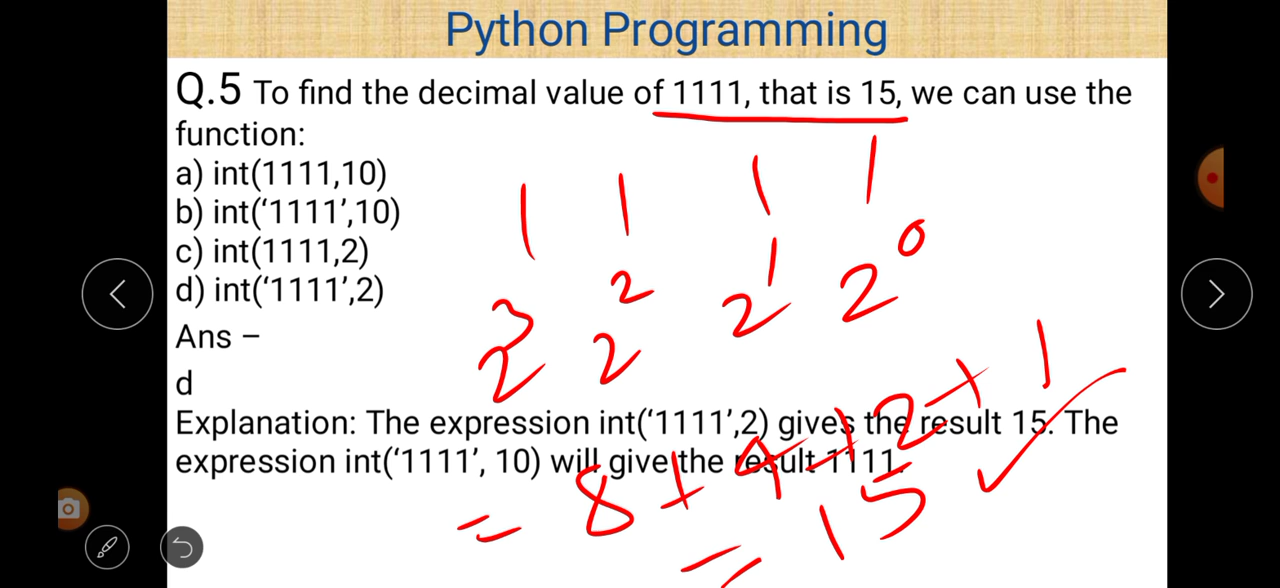 Python Programming
Q.5 To find the decimal value of 1111, that is 15, we can use the
function:
a) int(1111,10)
b) int(‘1111’,10)
c) int(1111,2)
d) int(‘1111’,2)
1 1 1 1
2³ 2² 2¹ 2⁰
Ans –
d
Explanation: The expression int(‘1111’,2) gives the result 15. The
expression int(‘1111’, 10) will give the result 1111.
= 8 + 4 + 2 + 1
= 15